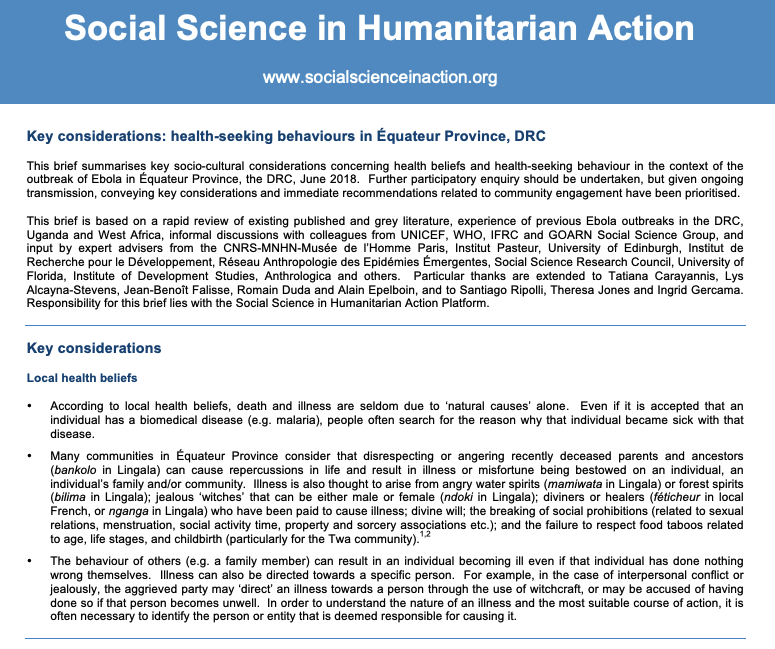 Social Science in Humanitarian Action
www.socialscienceinaction.org
Key considerations: health-seeking behaviours in Équateur Province, DRC
This brief summarises key socio-cultural considerations concerning health beliefs and health-seeking behaviour in the context of the
outbreak of Ebola in Équateur Province, the DRC, June 2018. Further participatory enquiry should be undertaken, but given ongoing
transmission, conveying key considerations and immediate recommendations related to community engagement have been prioritised.
This brief is based on a rapid review of existing published and grey literature, experience of previous Ebola outbreaks in the DRC,
Uganda and West Africa, informal discussions with colleagues from UNICEF, WHO, IFRC and GOARN Social Science Group, and
input by expert advisers from the CNRS-MNHN-Musée de l'Homme Paris, Institut Pasteur, University of Edinburgh, Institut de
Recherche pour le Développement, Réseau Anthropologie des Epidémies Émergentes, Social Science Research Council, University of
Florida, Institute of Development Studies, Anthrologica and others. Particular thanks are extended to Tatiana Carayannis, Lys
Alcayna-Stevens, Jean-Benoît Falisse, Romain Duda and Alain Epelboin, and to Santiago Ripolli, Theresa Jones and Ingrid Gercama.
Responsibility for this brief lies with the Social Science in Humanitarian Action Platform.
Key considerations
Local health beliefs
• According to local health beliefs, death and illness are seldom due to 'natural causes' alone. Even if it is accepted that an
individual has a biomedical disease (e.g. malaria), people often search for the reason why that individual became sick with that
disease.
• Many communities in Équateur Province consider that disrespecting or angering recently deceased parents and ancestors
(bankolo in Lingala) can cause repercussions in life and result in illness or misfortune being bestowed on an individual, an
individual's family and/or community. Illness is also thought to arise from angry water spirits (mamiwata in Lingala) or forest spirits
(bilima in Lingala); jealous 'witches' that can be either male or female (ndoki in Lingala); diviners or healers (féticheur in local
French, or nganga in Lingala) who have been paid to cause illness; divine will; the breaking of social prohibitions (related to sexual
relations, menstruation, social activity time, property and sorcery associations etc.); and the failure to respect food taboos related
to age, life stages, and childbirth (particularly for the Twa community).1,2
• The behaviour of others (e.g. a family member) can result in an individual becoming ill even if that individual has done nothing
wrong themselves. Illness can also be directed towards a specific person. For example, in the case of interpersonal conflict or
jealously, the aggrieved party may 'direct' an illness towards a person through the use of witchcraft, or may be accused of having
done so if that person becomes unwell. In order to understand the nature of an illness and the most suitable course of action, it is
often necessary to identify the person or entity that is deemed responsible for causing it.